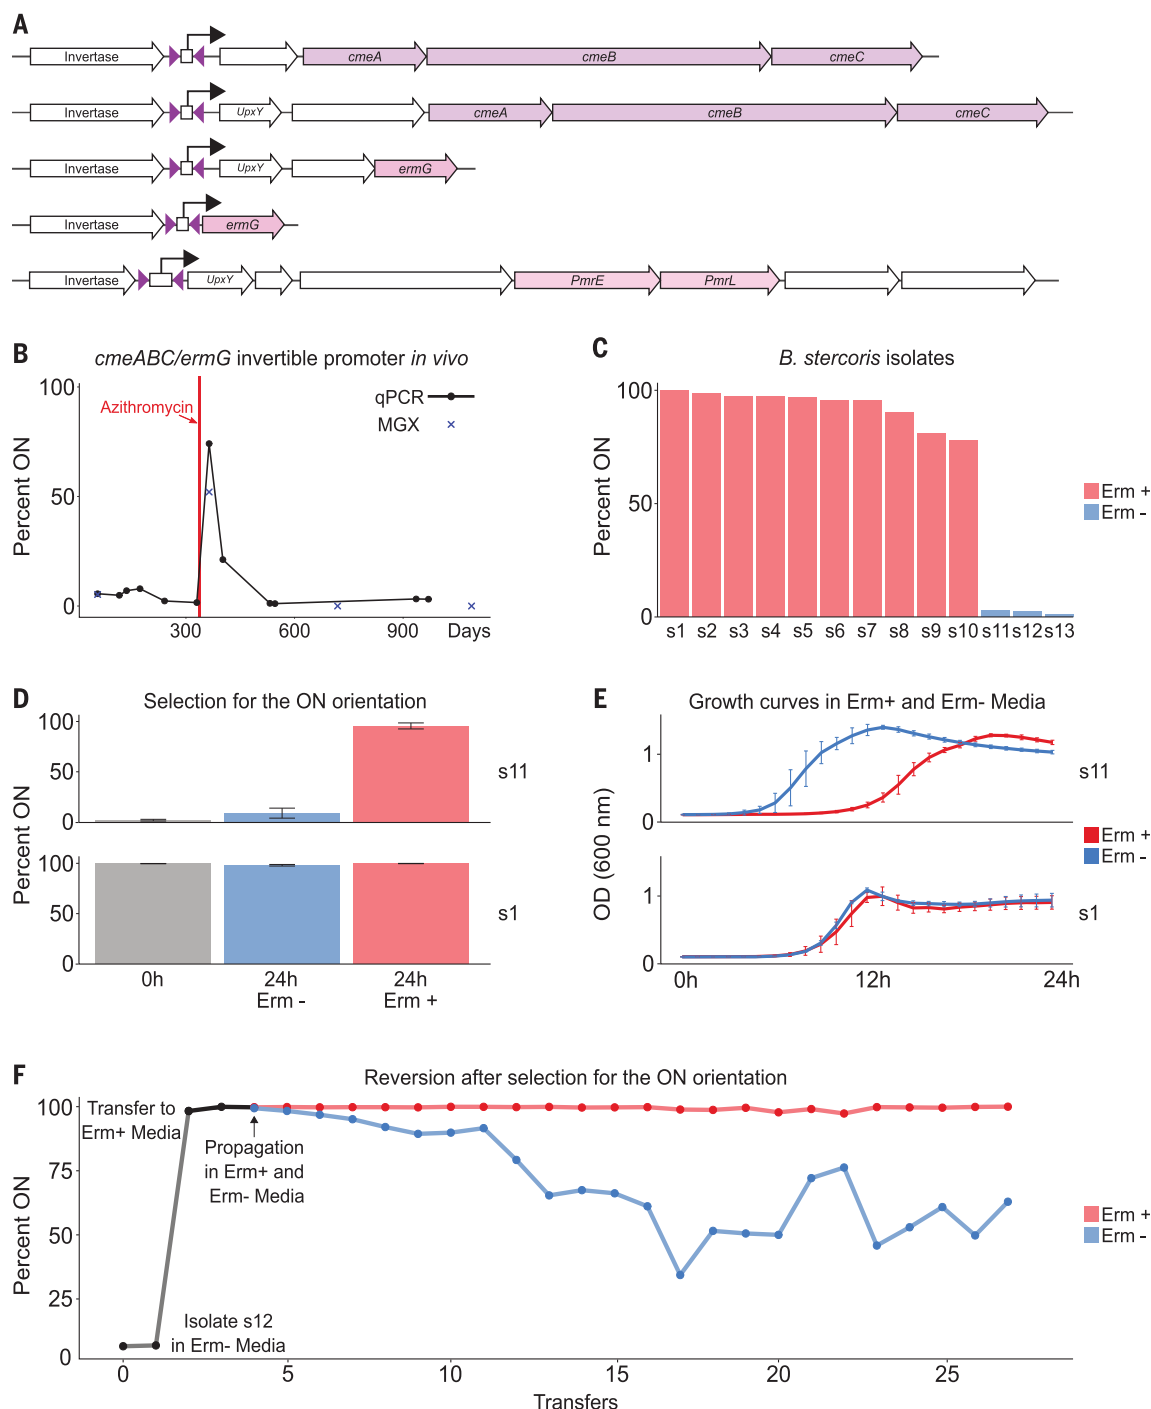 A
Invertase cmeA cmeB cmeC
Invertase UpxY cmeA cmeB cmeC
Invertase UpxY ermG
Invertase ermG
Invertase UpxY PmrE PmrL
B
cmeABC/ermG invertible promoter in vivo
Percent ON
100
50
0
Azithromycin
qPCR
MGX
300 600 900 Days
C
B. stercoris isolates
Percent ON
100
50
0
s1 s2 s3 s4 s5 s6 s7 s8 s9 s10 s11 s12 s13
Erm +
Erm -
D
Selection for the ON orientation
Percent ON
100
50
0
s11
100
50
0
s1
0h 24h 24h
Erm - Erm +
E
Growth curves in Erm+ and Erm- Media
OD (600 nm)
1
0
s11
1
0
s1
0h 12h 24h
Erm +
Erm -
F
Reversion after selection for the ON orientation
Percent ON
100
75
50
25
0
Transfer to
Erm+ Media
Propagation
in Erm+ and
Erm- Media
Isolate s12
in Erm- Media
Erm +
Erm -
0 5 10 15 20 25
Transfers